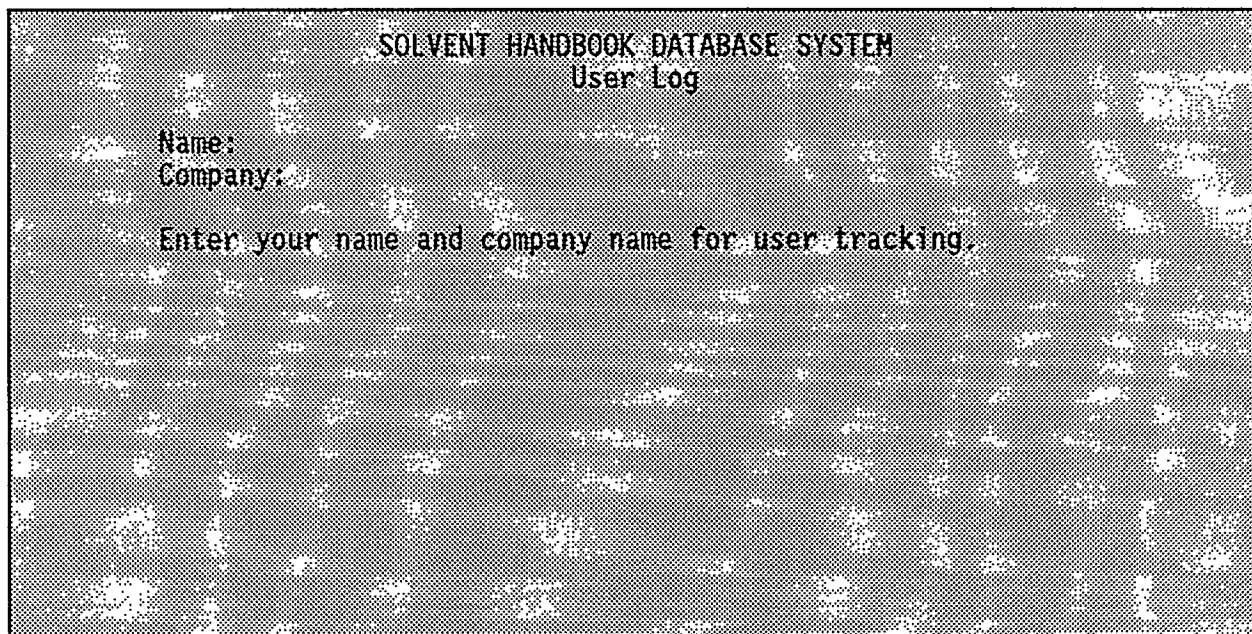 SOLVENT HANDBOOK DATABASE SYSTEM
User Log
Name:
Company:
Enter your name and company name for user tracking.